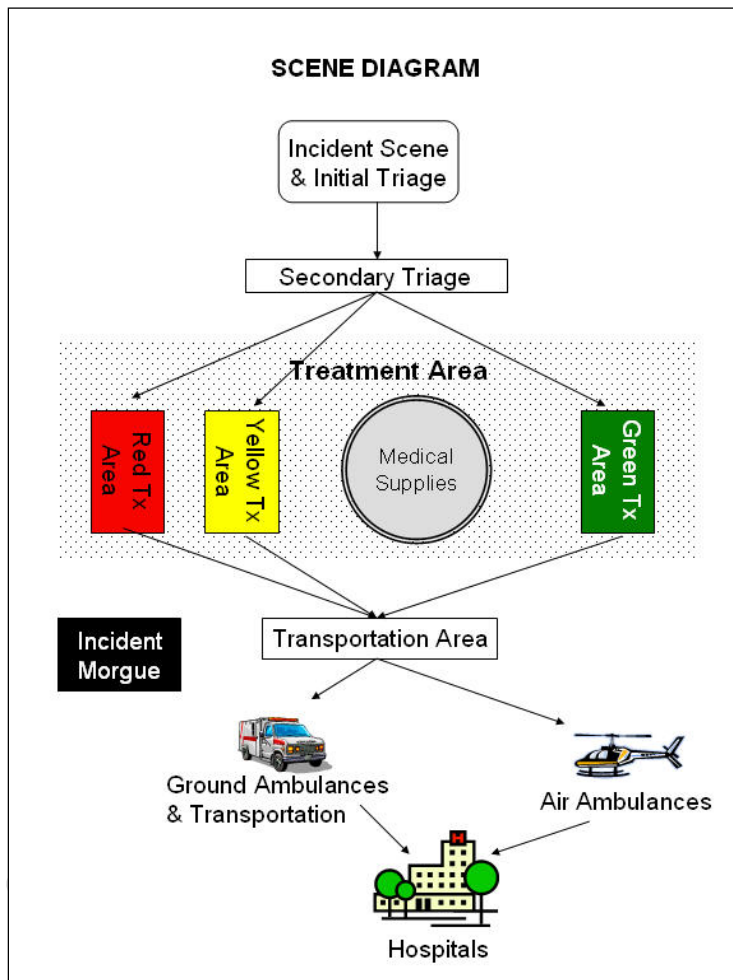 SCENE DIAGRAM
Incident Scene
& Initial Triage
Secondary Triage
Treatment Area
Red Tx
Area
Yellow Tx
Area
Medical
Supplies
Green Tx
Area
Incident
Morgue
Transportation Area
Ground Ambulances
& Transportation
Air Ambulances
H
Hospitals